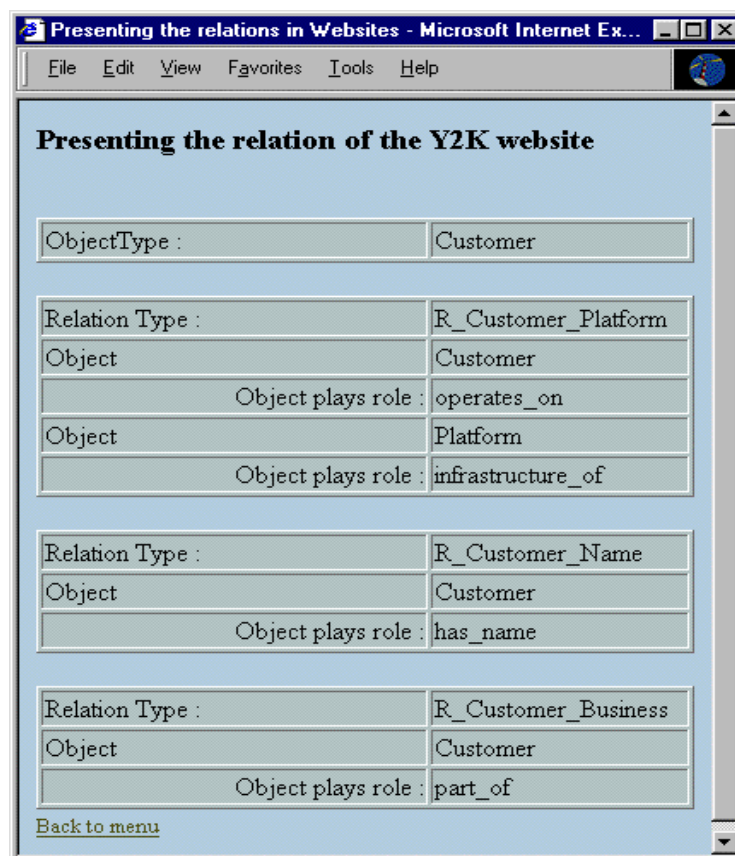 Presenting the relations in Websites - Microsoft Internet Ex...
File Edit View Favorites Tools Help
Presenting the relation of the Y2K website
ObjectType : Customer
Relation Type : R_Customer_Platform
Object Customer
Object plays role : operates_on
Object Platform
Object plays role : infrastructure_of
Relation Type : R_Customer_Name
Object Customer
Object plays role : has_name
Relation Type : R_Customer_Business
Object Customer
Object plays role : part_of
Back to menu